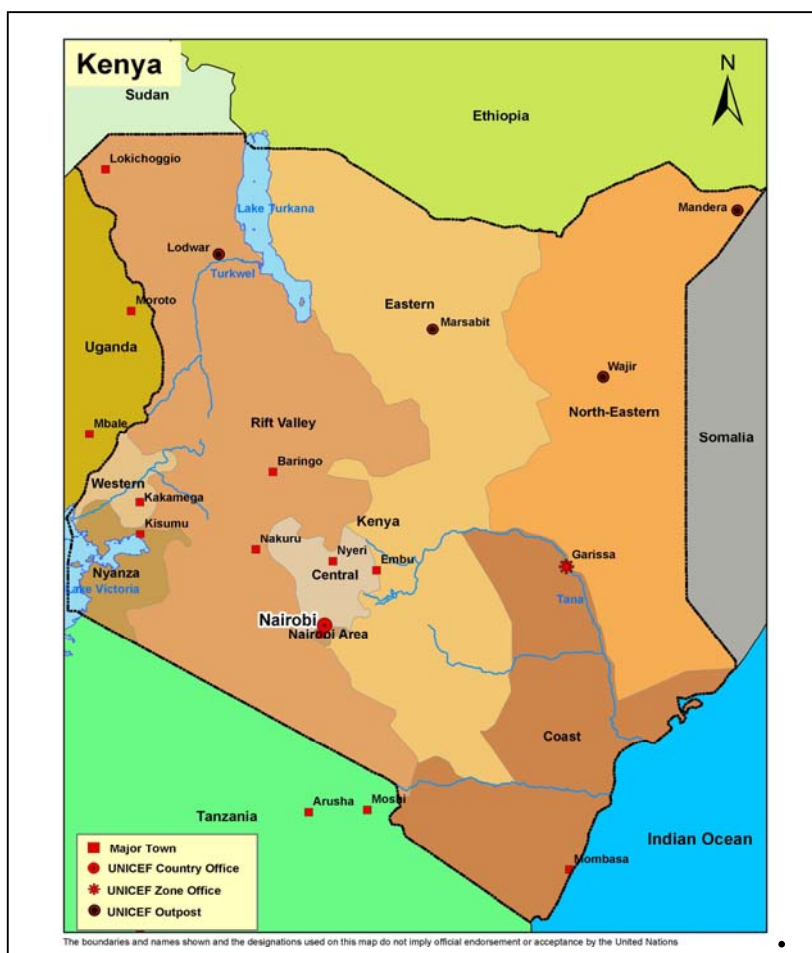 Kenya
Sudan
N
Ethiopia
Lokichoggio
Mandera
Lake Turkana
Lodwar
Turkwel
Moroto
Eastern
Marsabit
Uganda
Wajir
North-Eastern
Mbale
Rift Valley
Somalia
Baringo
Western
Kakamega
Kenya
Kisumu
Nakuru
Nyeri
Garissa
Embu
Nyanza
Central
Lake Victoria
Tana
Nairobi
Nairobi Area
Coast
Tanzania
Arusha
Moshi
Indian Ocean
Mombasa
Major Town
UNICEF Country Office
UNICEF Zone Office
UNICEF Outpost
The boundaries and names shown and the designations used on this map do not imply official endorsement or acceptance by the United Nations